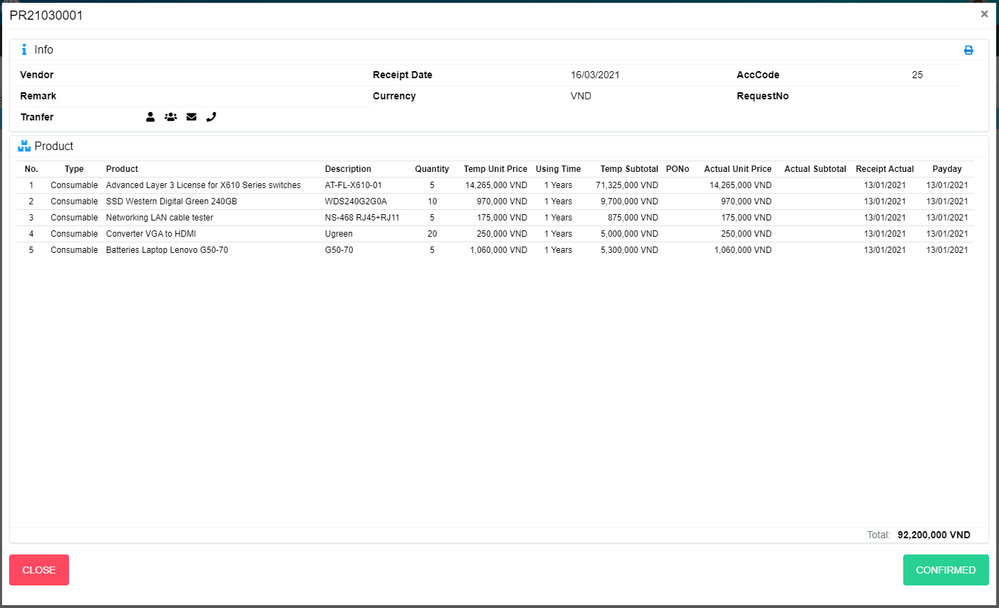 PR21030001 ×
Info
Vendor Receipt Date 16/03/2021 AccCode 25
Remark Currency VND RequestNo
Tranfer
Product
No. Type Product Description Quantity Temp Unit Price Using Time Temp Subtotal PONo Actual Unit Price Actual Subtotal Receipt Actual Payday
1 Consumable Advanced Layer 3 License for X610 Series switches AT-FL-X610-01 5 14,265,000 VND 1 Years 71,325,000 VND 14,265,000 VND 13/01/2021 13/01/2021
2 Consumable SSD Western Digital Green 240GB WDS240G2G0A 10 970,000 VND 1 Years 9,700,000 VND 970,000 VND 13/01/2021 13/01/2021
3 Consumable Networking LAN cable tester NS-468 RJ45+RJ11 5 175,000 VND 1 Years 875,000 VND 175,000 VND 13/01/2021 13/01/2021
4 Consumable Converter VGA to HDMI Ugreen 20 250,000 VND 1 Years 5,000,000 VND 250,000 VND 13/01/2021 13/01/2021
5 Consumable Batteries Laptop Lenovo G50-70 G50-70 5 1,060,000 VND 1 Years 5,300,000 VND 1,060,000 VND 13/01/2021 13/01/2021
Total: 92,200,000 VND
CLOSE CONFIRMED